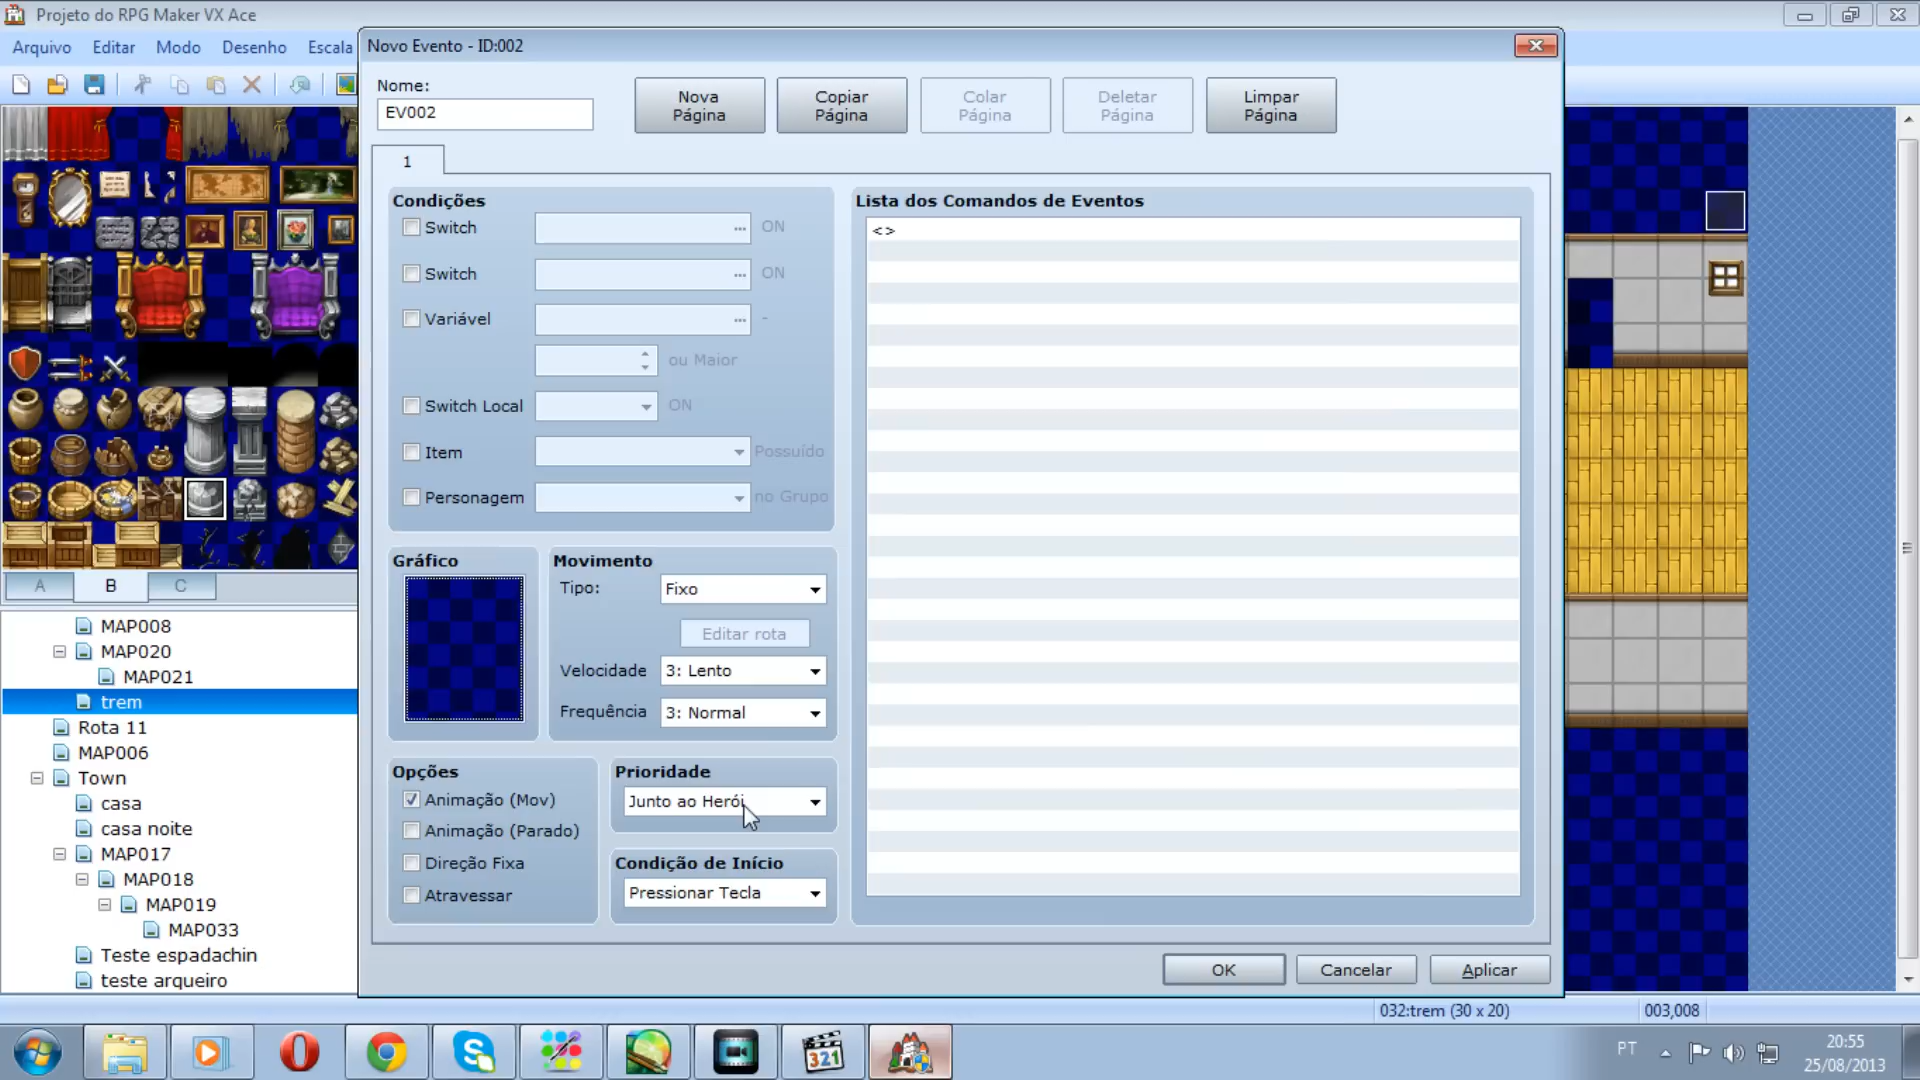 Projeto do RPG Maker VX Ace
Arquivo Editar Modo Desenho Escala
Novo Evento - ID:002
Nome:
EV002
Nova Página
Copiar Página
Colar Página
Deletar Página
Limpar Página
1
Condições
Switch ... ON
Switch ... ON
Variável ... -
ou Maior
Switch Local ON
Item Possuído
Personagem no Grupo
Gráfico
Movimento
Tipo: Fixo
Editar rota
Velocidade 3: Lento
Frequência 3: Normal
Opções
Animação (Mov)
Animação (Parado)
Direção Fixa
Atravessar
Prioridade
Junto ao Herói
Condição de Início
Pressionar Tecla
Lista dos Comandos de Eventos
<>
OK Cancelar Aplicar
A B C
MAP008
MAP020
MAP021
trem
Rota 11
MAP006
Town
casa
casa noite
MAP017
MAP018
MAP019
MAP033
Teste espadachin
teste arqueiro
032:trem (30 x 20) 003,008
321
PT
20:55
25/08/2013